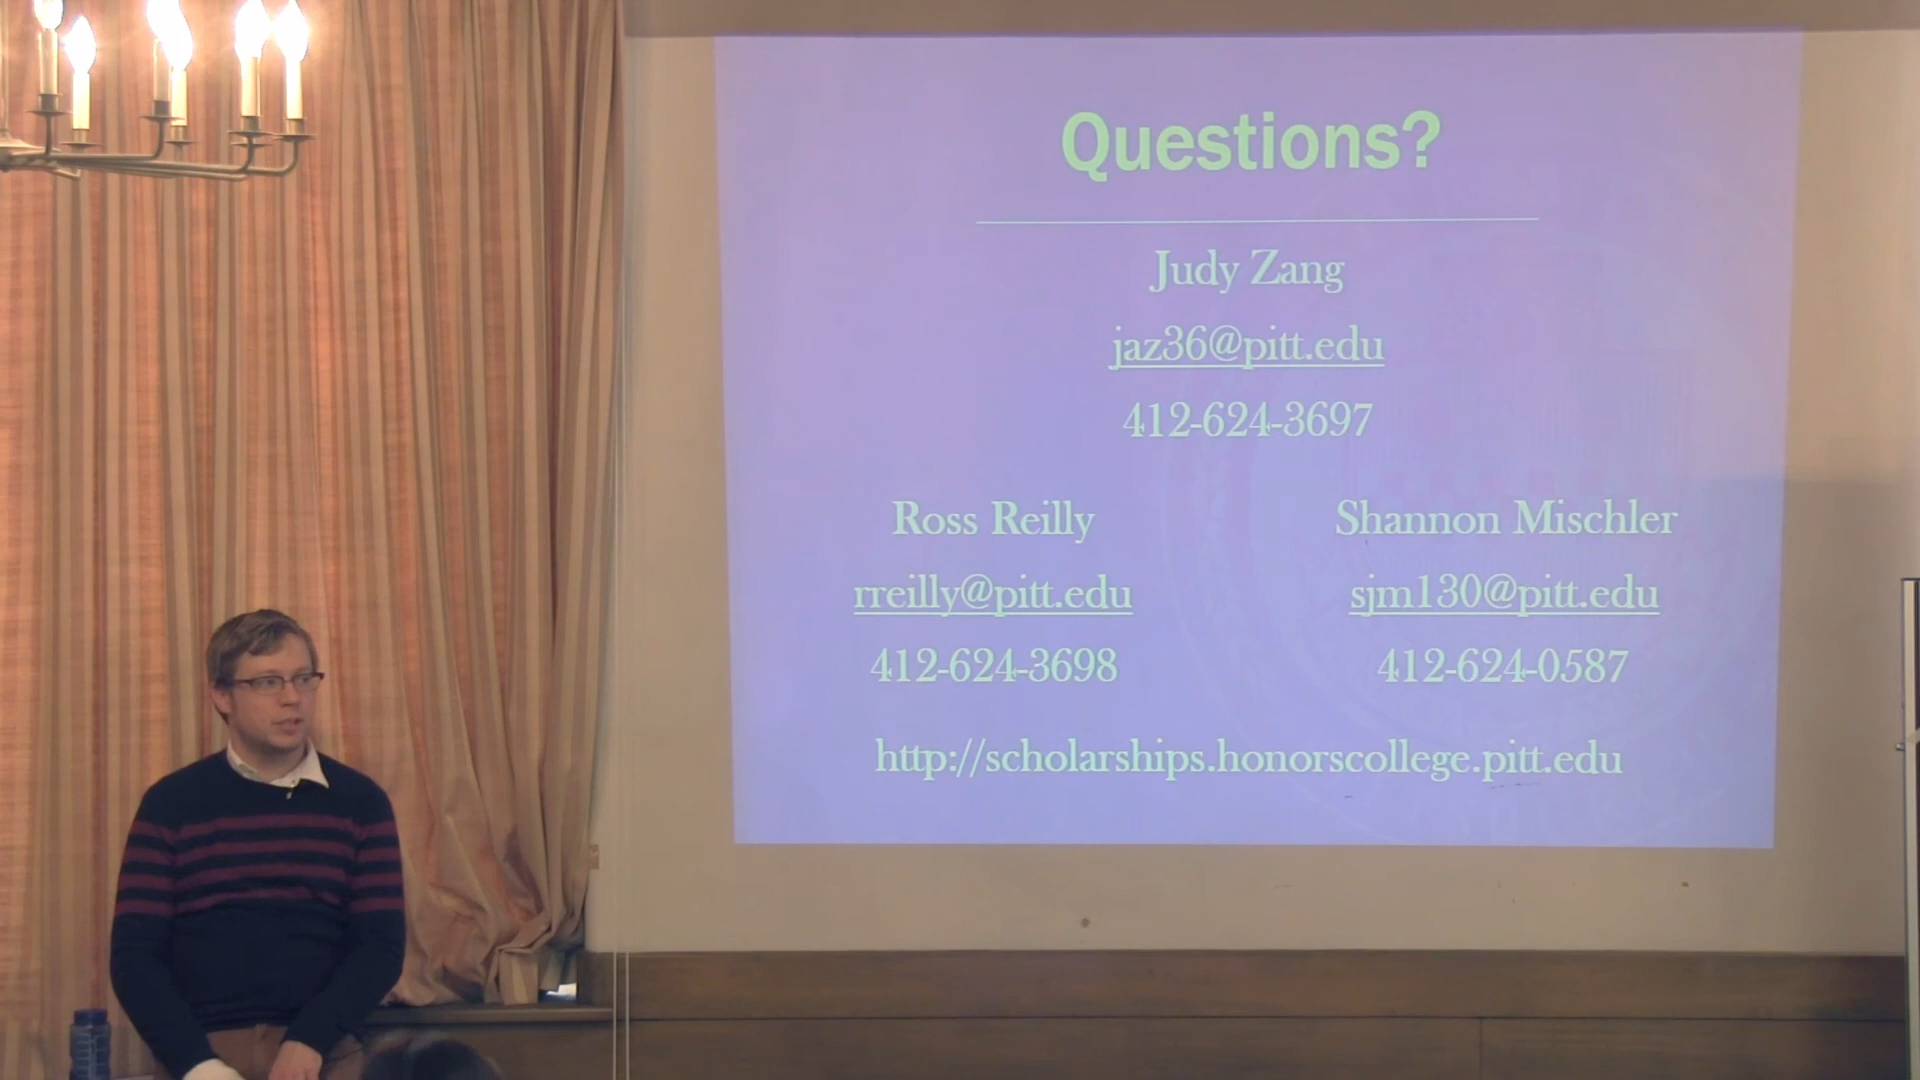 Questions?
Judy Zang
jaz36@pitt.edu
412-624-3697
Ross Reilly
rreilly@pitt.edu
412-624-3698
Shannon Mischler
sjm130@pitt.edu
412-624-0587
http://scholarships.honorscollege.pitt.edu